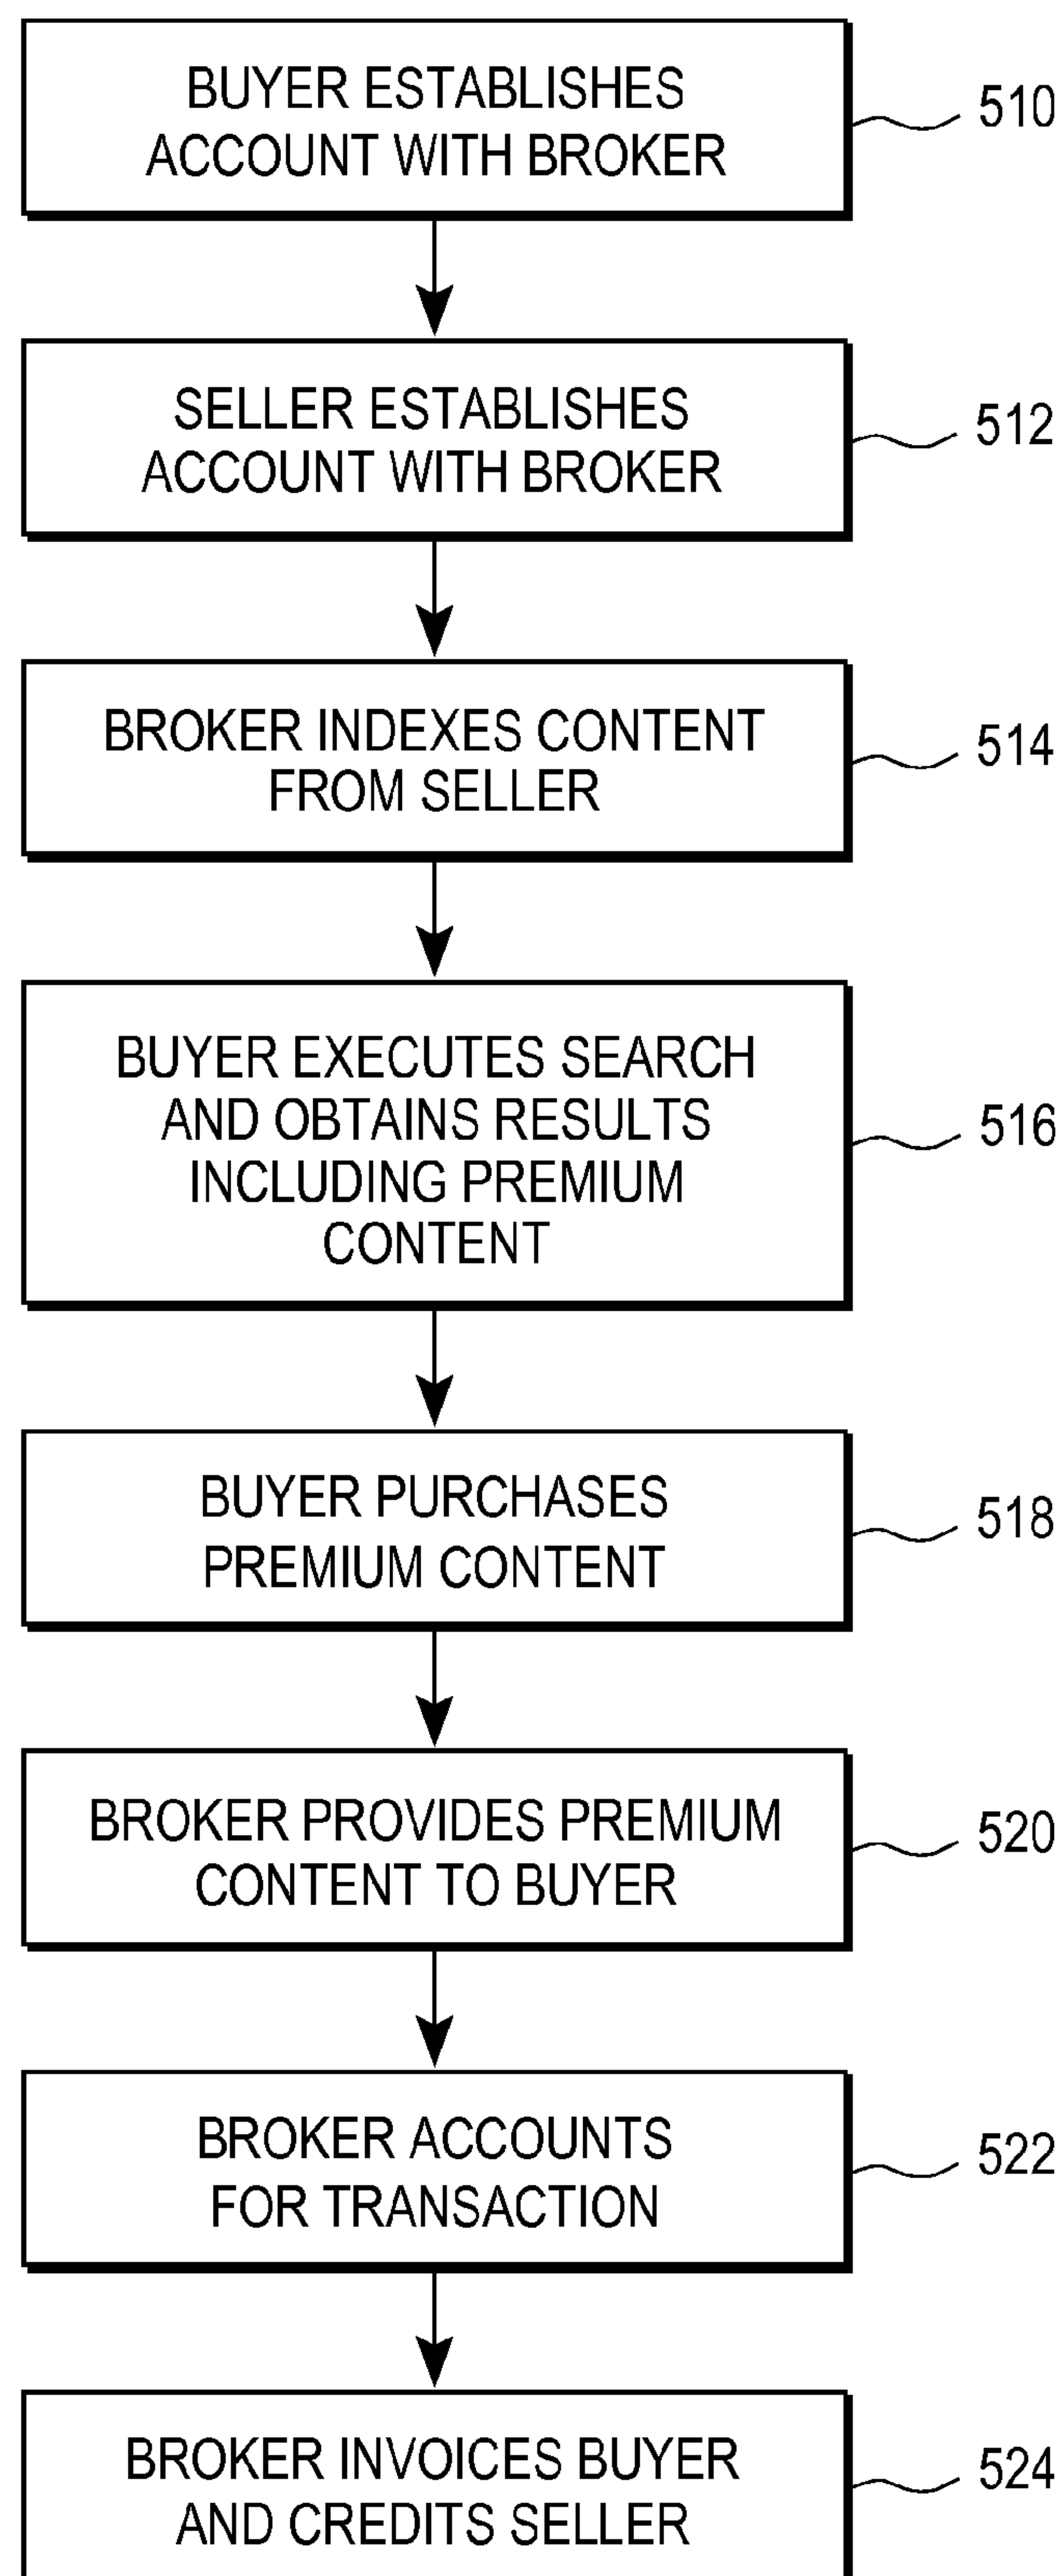 BUYER ESTABLISHES
ACCOUNT WITH BROKER
510
SELLER ESTABLISHES
ACCOUNT WITH BROKER
512
BROKER INDEXES CONTENT
FROM SELLER
514
BUYER EXECUTES SEARCH
AND OBTAINS RESULTS
INCLUDING PREMIUM
CONTENT
516
BUYER PURCHASES
PREMIUM CONTENT
518
BROKER PROVIDES PREMIUM
CONTENT TO BUYER
520
BROKER ACCOUNTS
FOR TRANSACTION
522
BROKER INVOICES BUYER
AND CREDITS SELLER
524